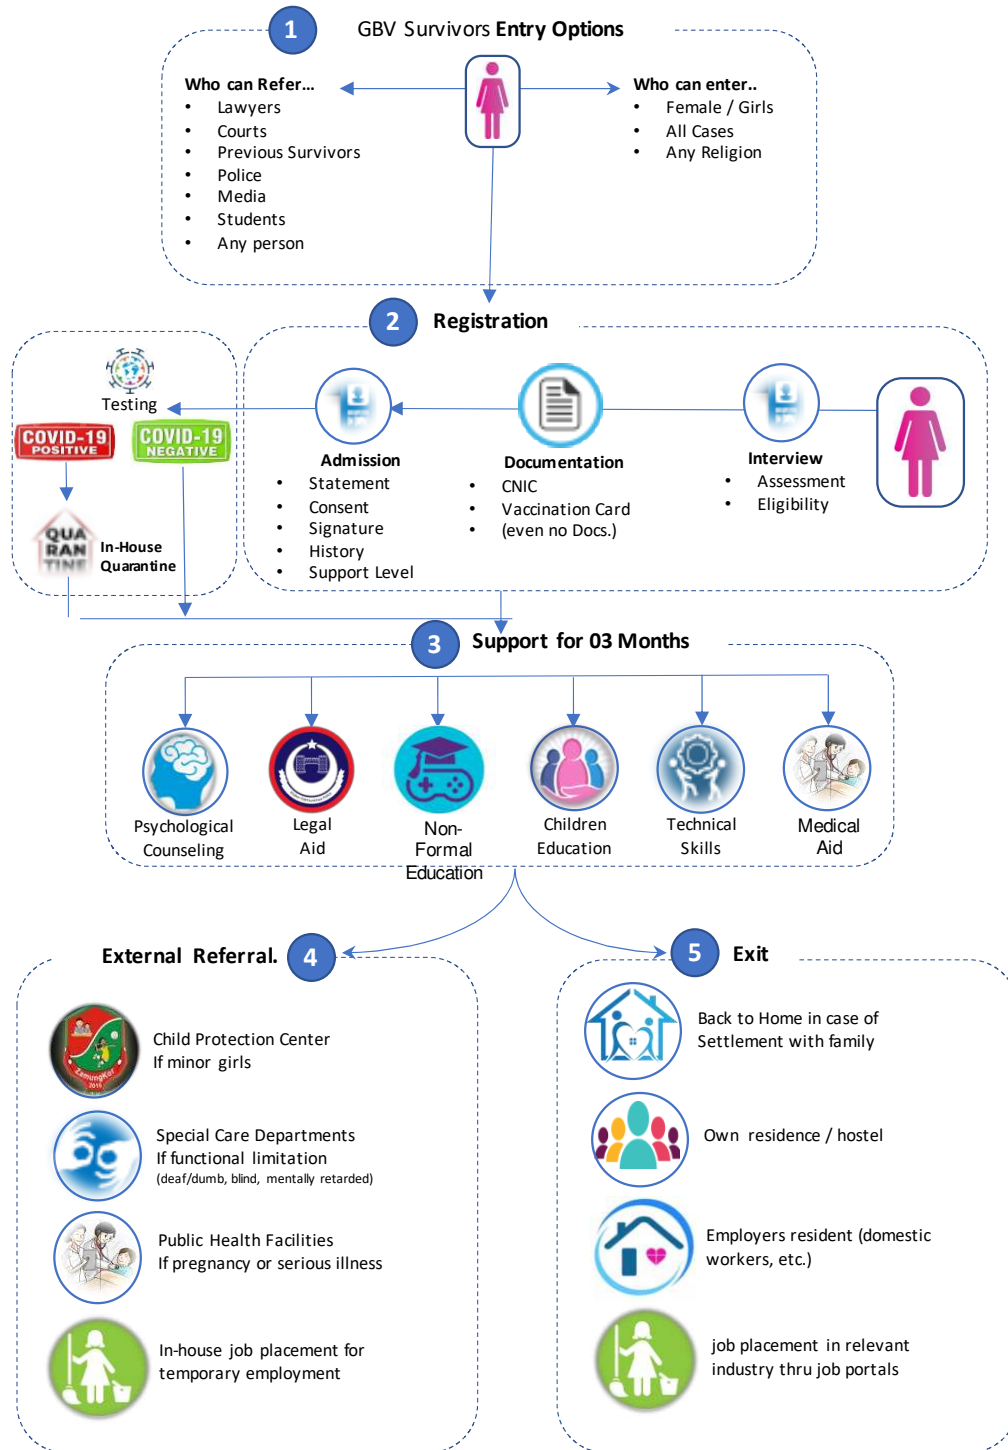 1
GBV Survivors Entry Options
Who can Refer...
• Lawyers
• Courts
• Previous Survivors
• Police
• Media
• Students
• Any person
Who can enter..
• Female / Girls
• All Cases
• Any Religion
2
Registration
Testing
COVID-19
POSITIVE
COVID-19
NEGATIVE
QUA
RAN
TINE
In-House
Quarantine
Admission
• Statement
• Consent
• Signature
• History
• Support Level
Documentation
• CNIC
• Vaccination Card
• (even no Docs.)
Interview
• Assessment
• Eligibility
3
Support for 03 Months
Psychological
Counseling
Legal
Aid
Non-
Formal
Education
Children
Education
Technical
Skills
Medical
Aid
External Referral.
4
Child Protection Center
If minor girls
ZamungKor
Special Care Departments
If functional limitation
(deaf/dumb, blind, mentally retarded)
Public Health Facilities
If pregnancy or serious illness
In-house job placement for
temporary employment
5
Exit
Back to Home in case of
Settlement with family
Own residence / hostel
Employers resident (domestic
workers, etc.)
job placement in relevant
industry thru job portals